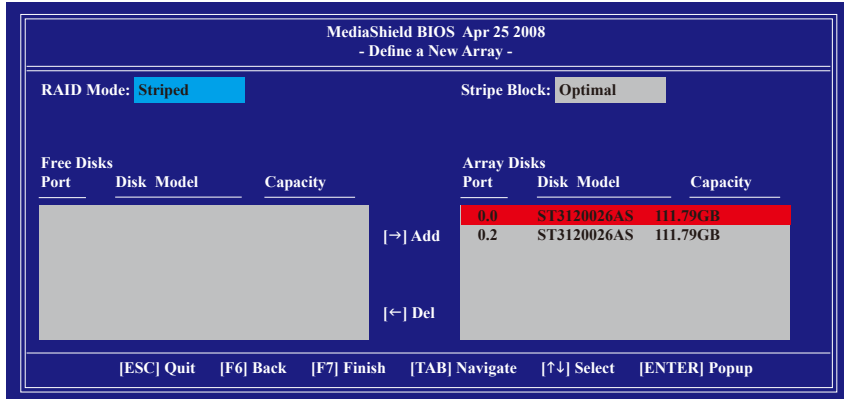 MediaShield BIOS Apr 25 2008
- Define a New Array -
RAID Mode: Striped
Stripe Block: Optimal
Free Disks
Port Disk Model Capacity
[→] Add
[←] Del
Array Disks
Port Disk Model Capacity
0.0 ST3120026AS 111.79GB
0.2 ST3120026AS 111.79GB
[ESC] Quit [F6] Back [F7] Finish [TAB] Navigate [↑↓] Select [ENTER] Popup